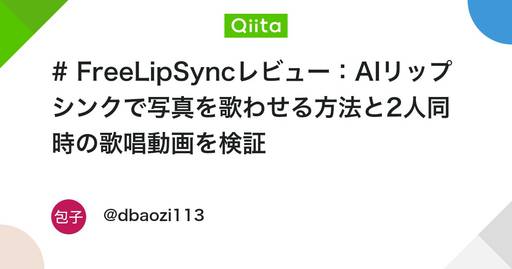 Qiita
# FreeLipSyncレビュー：AIリップ
シンクで写真を歌わせる方法と2人同
時の歌唱動画を検証
包子
@dbaozi113